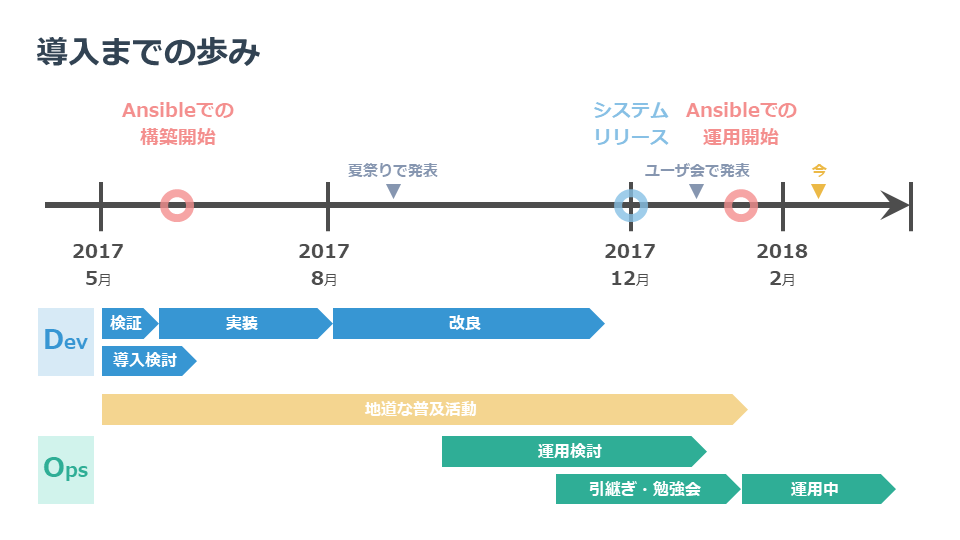 導入までの歩み
Ansibleでの
構築開始
システム
リリース
Ansibleでの
運用開始
夏祭りで発表
ユーザ会で発表
今
2017
5月
2017
8月
2017
12月
2018
2月
Dev
検証
実装
改良
導入検討
地道な普及活動
Ops
運用検討
引継ぎ・勉強会
運用中